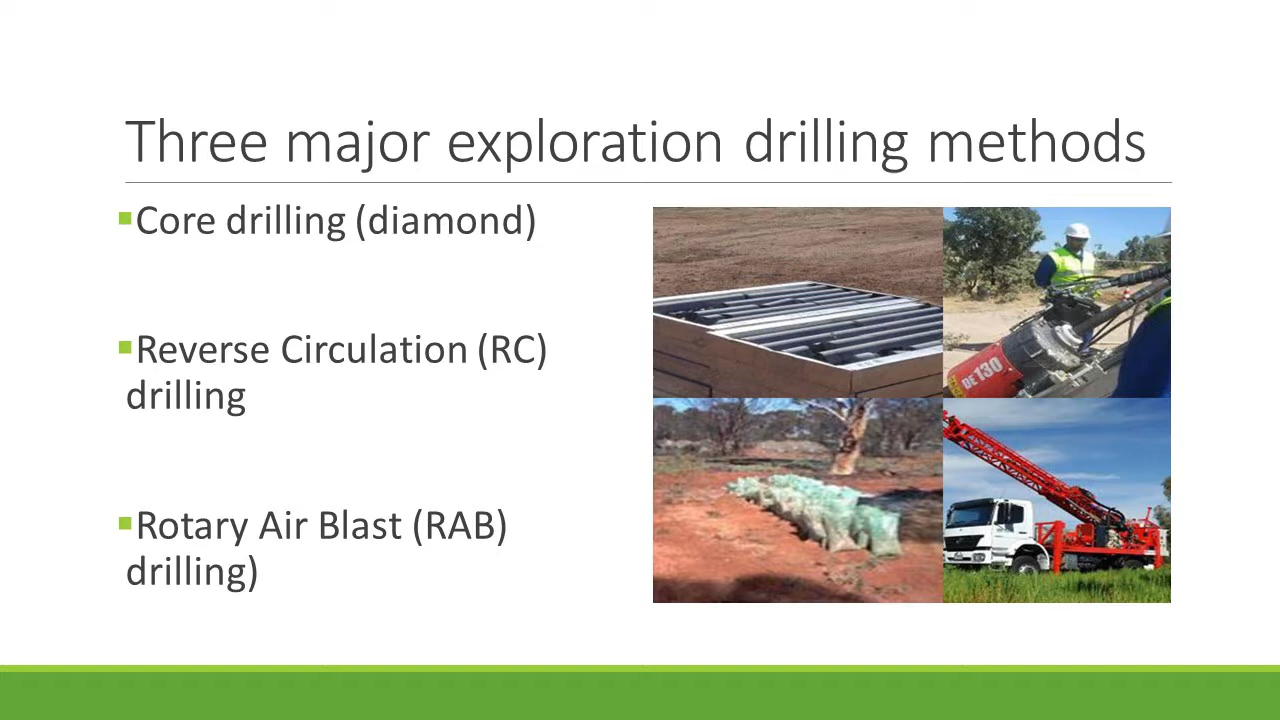 Three major exploration drilling methods
▪Core drilling (diamond)
▪Reverse Circulation (RC)
drilling
▪Rotary Air Blast (RAB)
drilling)
DE 130